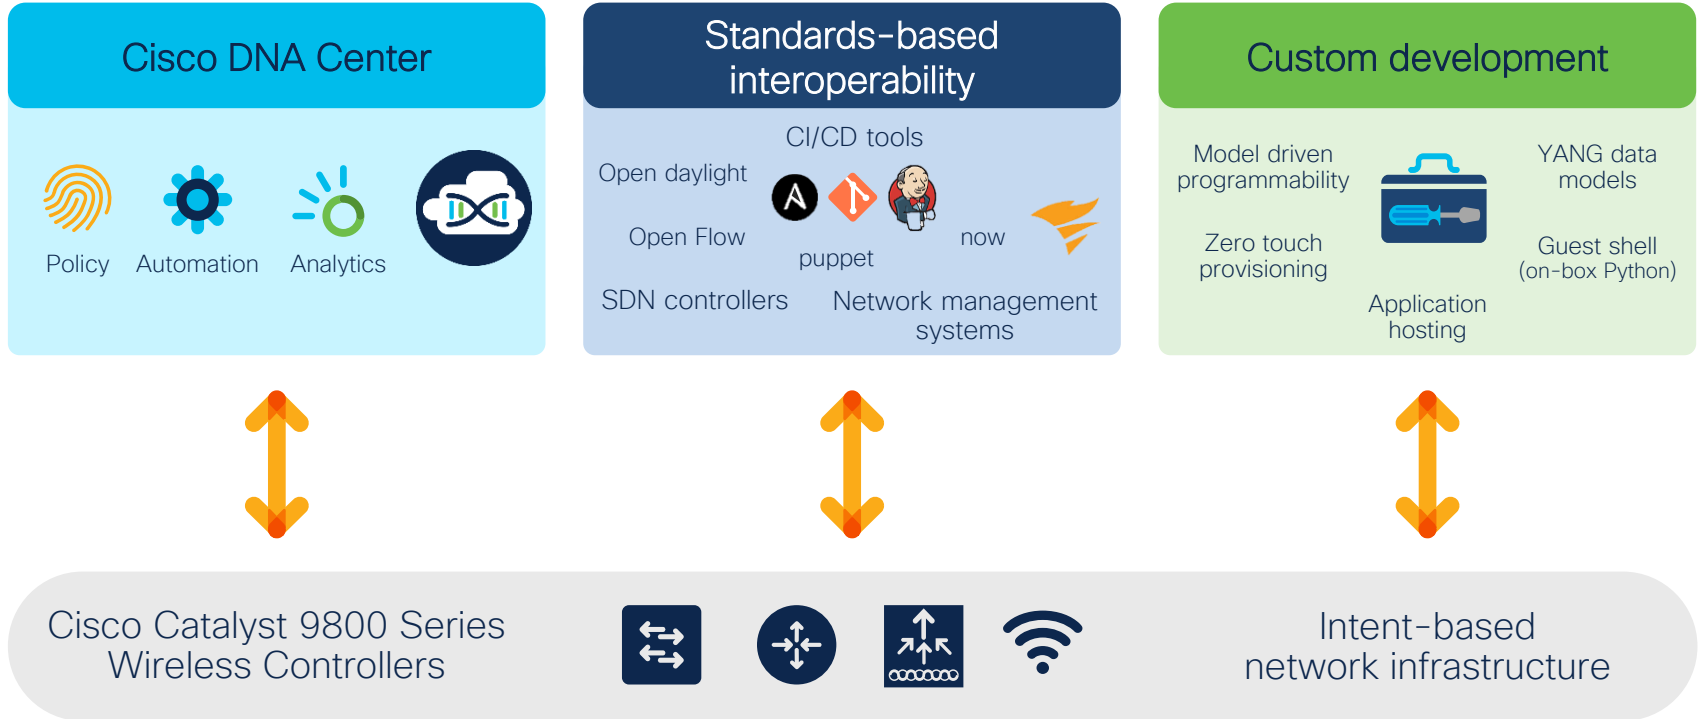 Cisco DNA Center
Policy
Automation
Analytics
Standards-based
interoperability
CI/CD tools
Open daylight
Open Flow
puppet
now
SDN controllers
Network management
systems
Custom development
Model driven
programmability
YANG data
models
Zero touch
provisioning
Guest shell
(on-box Python)
Application
hosting
Cisco Catalyst 9800 Series
Wireless Controllers
Intent-based
network infrastructure